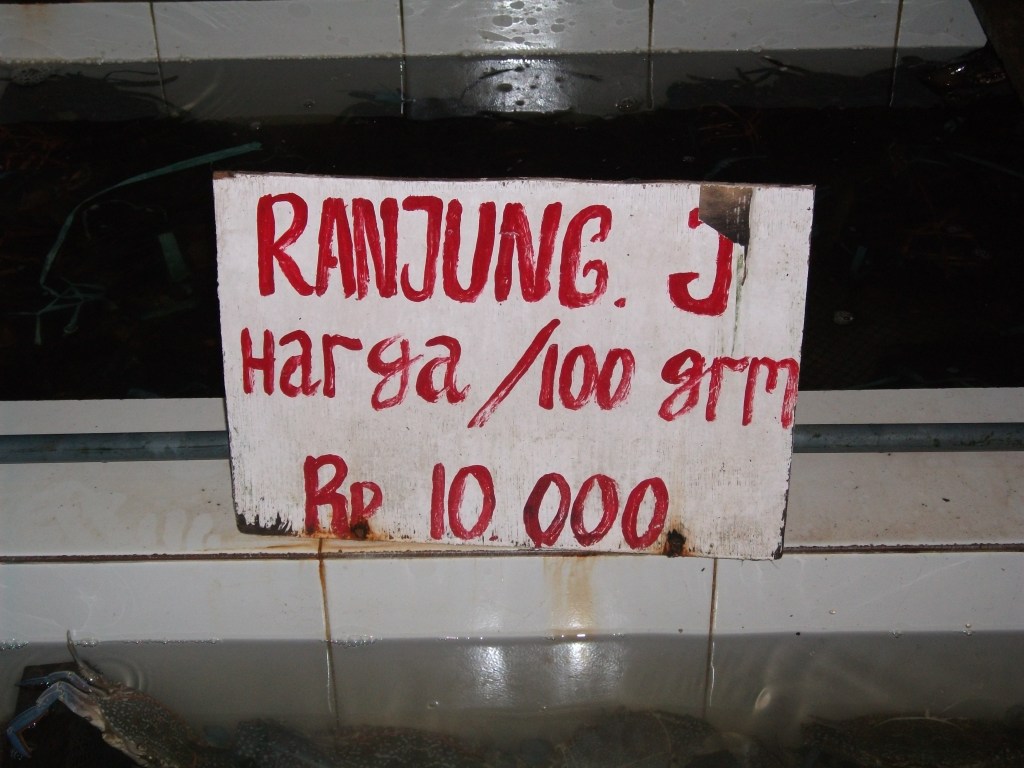 RANJUNG. J
Harga /100 grm
Rp 10.000